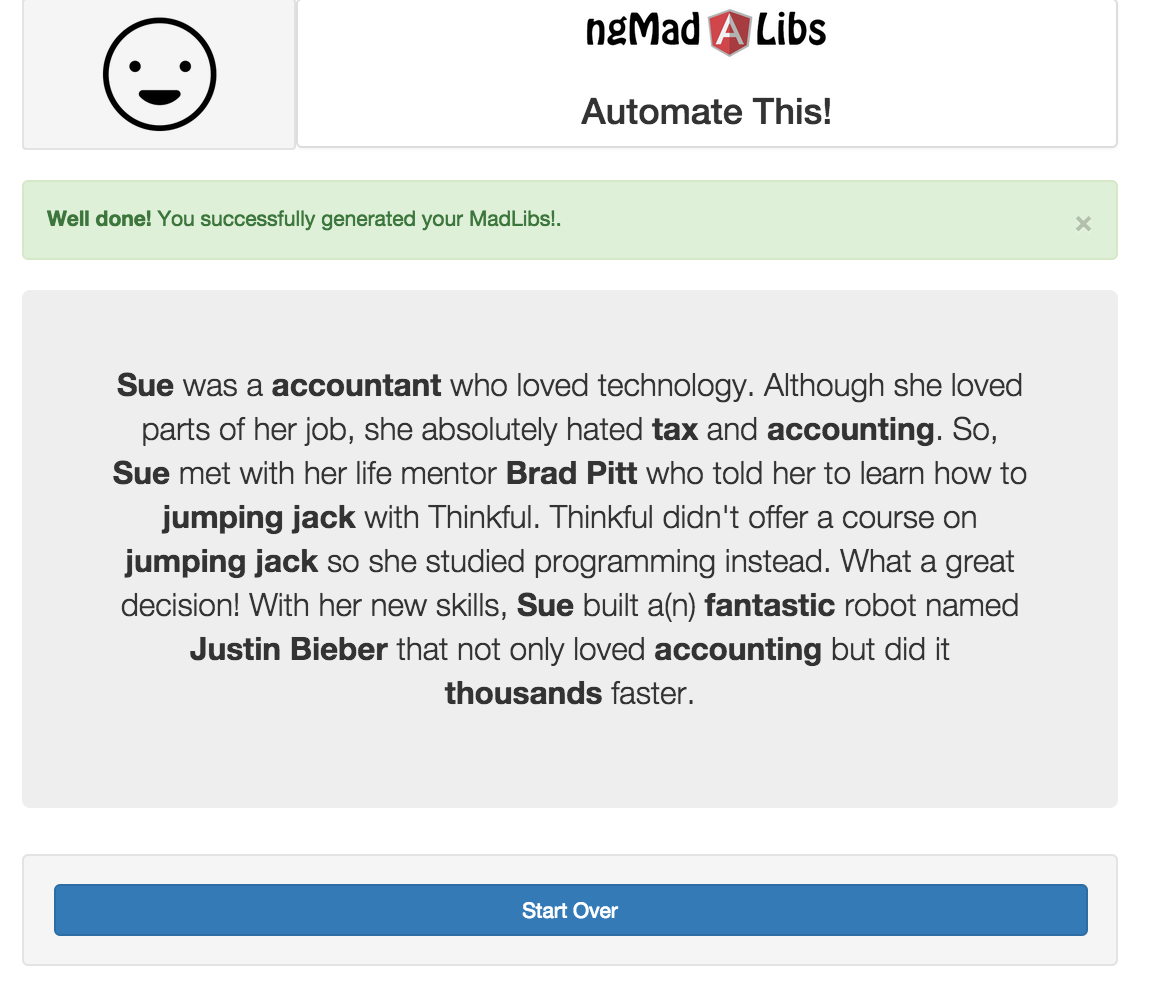 ngMad A Libs
Automate This!
Well done! You successfully generated your MadLibs!.
×
Sue was a accountant who loved technology. Although she loved
parts of her job, she absolutely hated tax and accounting. So,
Sue met with her life mentor Brad Pitt who told her to learn how to
jumping jack with Thinkful. Thinkful didn't offer a course on
jumping jack so she studied programming instead. What a great
decision! With her new skills, Sue built a(n) fantastic robot named
Justin Bieber that not only loved accounting but did it
thousands faster.
Start Over